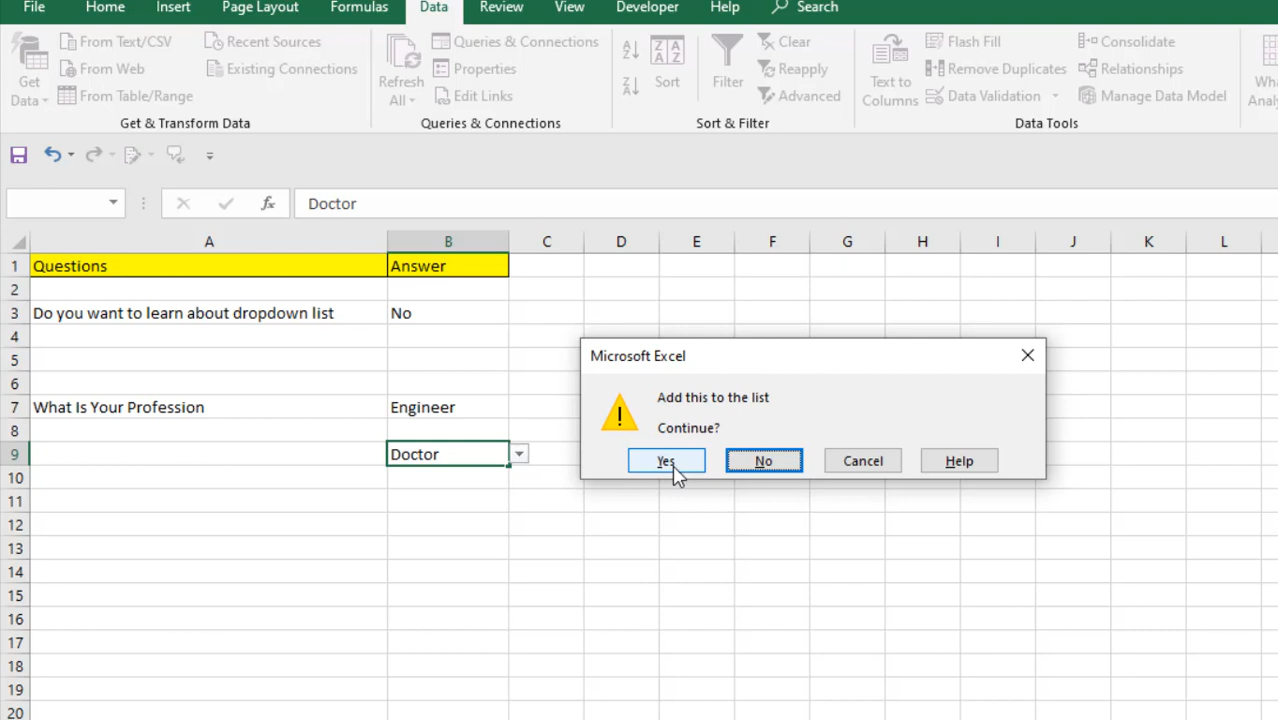 File Home Insert Page Layout Formulas Data Review View Developer Help Search
Get Data
From Text/CSV
From Web
From Table/Range
Recent Sources
Existing Connections
Get & Transform Data
Refresh All
Queries & Connections
Properties
Edit Links
Queries & Connections
Sort
Filter
Clear
Reapply
Advanced
Sort & Filter
Text to Columns
Flash Fill
Remove Duplicates
Data Validation
Consolidate
Relationships
Manage Data Model
Data Tools
fx Doctor
A B C D E F G H I J K L
1 Questions Answer
2
3 Do you want to learn about dropdown list No
4
5
6
7 What Is Your Profession Engineer
8
9 Doctor
10
11
12
13
14
15
16
17
18
19
20
Microsoft Excel
Add this to the list
Continue?
Yes No Cancel Help